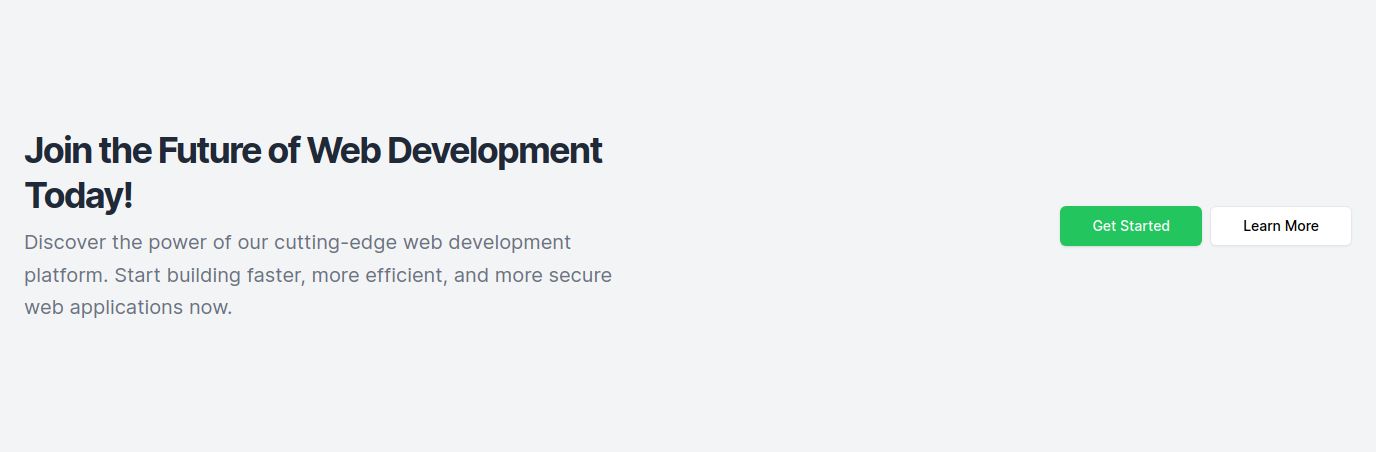 Join the Future of Web Development
Today!
Discover the power of our cutting-edge web development
platform. Start building faster, more efficient, and more secure
web applications now.
Get Started
Learn More